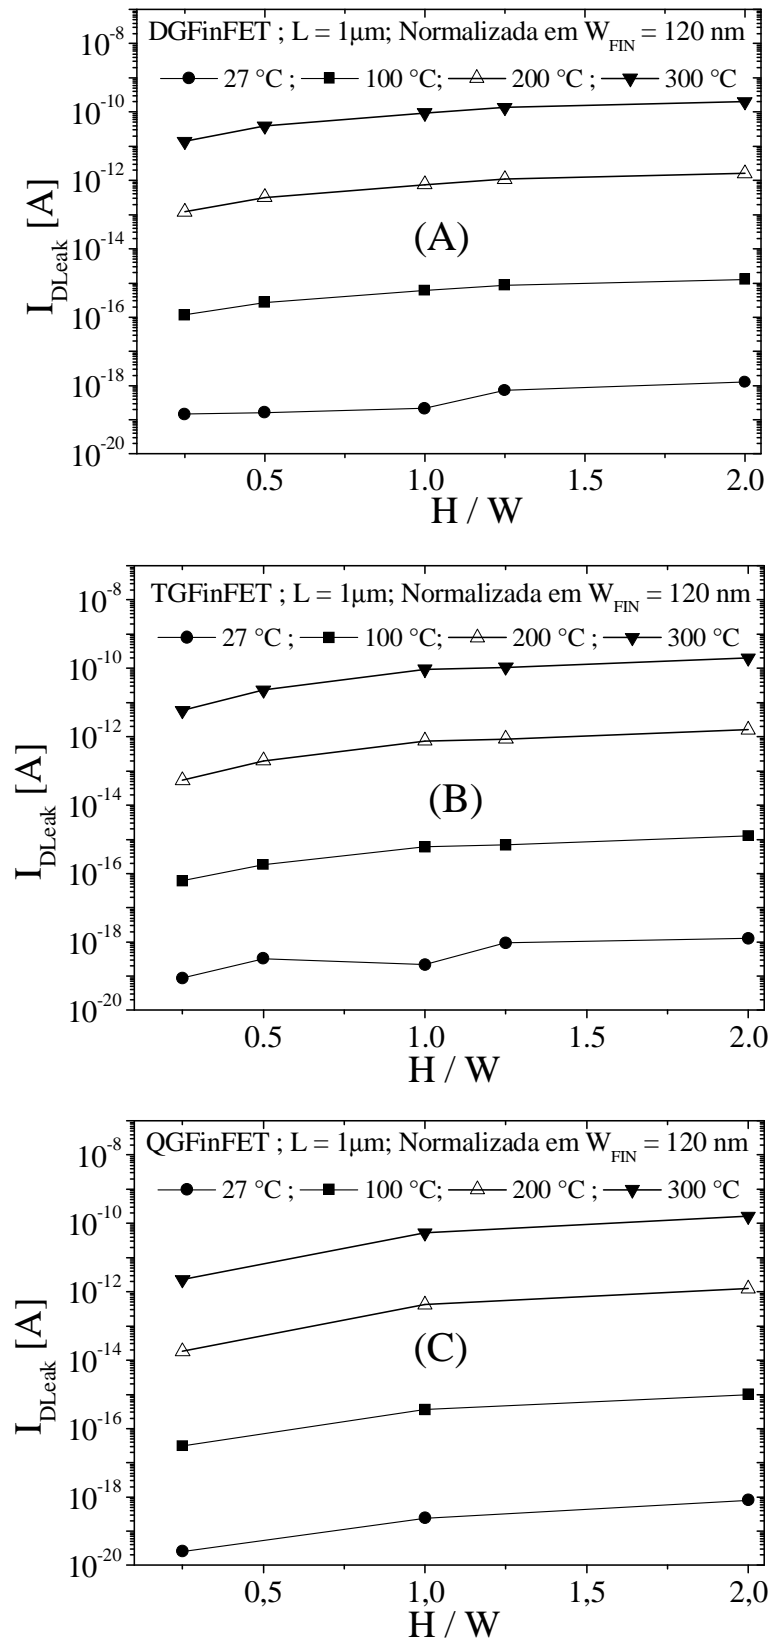 DGFinFET ; L = 1μm; Normalizada em W_FIN = 120 nm
27 °C ; 100 °C; 200 °C ; 300 °C
10^-8
10^-10
10^-12
10^-14
10^-16
10^-18
10^-20
I_DLeak [A]
(A)
0.5 1.0 1.5 2.0
H / W
TGFinFET ; L = 1μm; Normalizada em W_FIN = 120 nm
27 °C ; 100 °C; 200 °C ; 300 °C
10^-8
10^-10
10^-12
10^-14
10^-16
10^-18
10^-20
I_DLeak [A]
(B)
0.5 1.0 1.5 2.0
H / W
QGFinFET ; L = 1μm; Normalizada em W_FIN = 120 nm
27 °C ; 100 °C; 200 °C ; 300 °C
10^-8
10^-10
10^-12
10^-14
10^-16
10^-18
10^-20
I_DLeak [A]
(C)
0,5 1,0 1,5 2,0
H / W